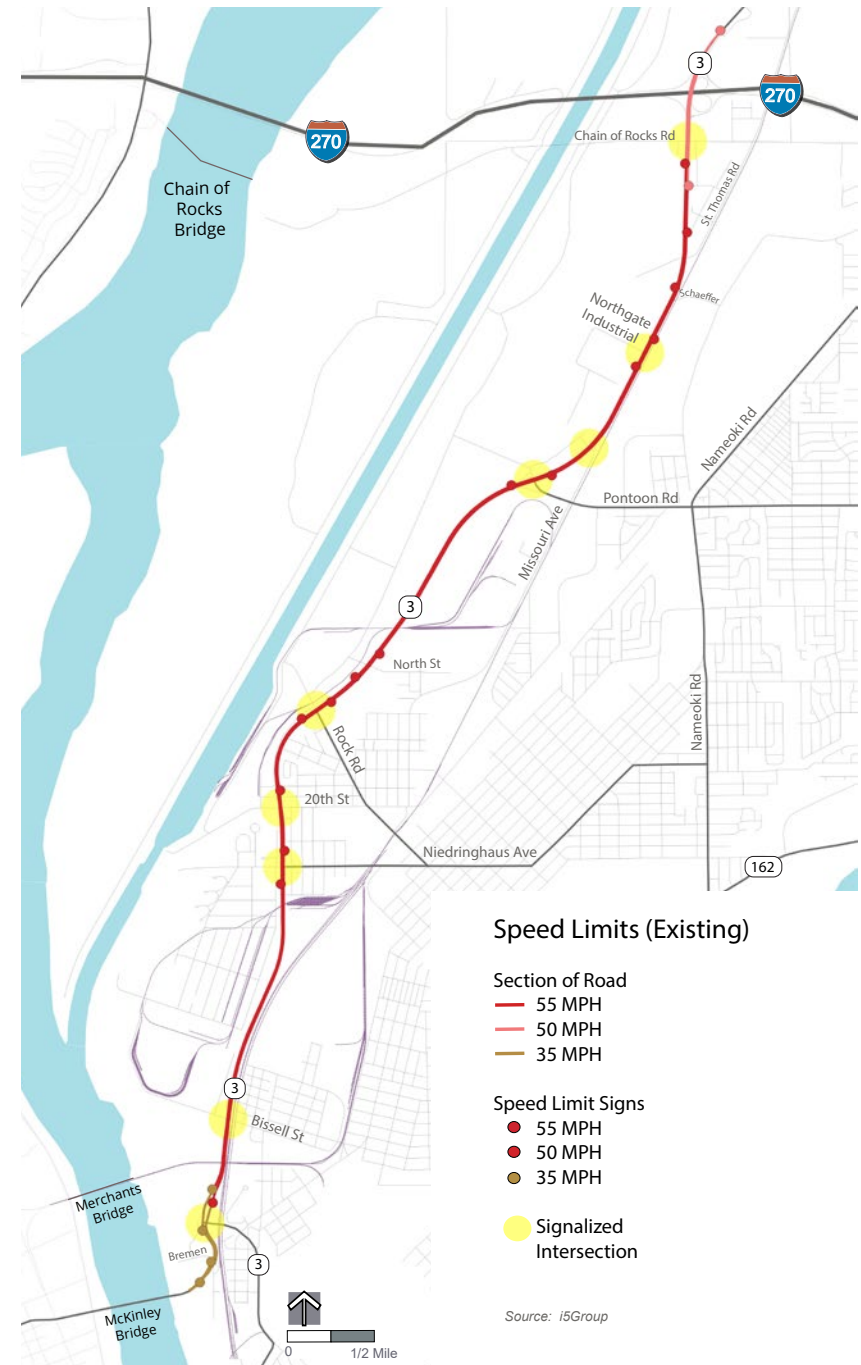 3
270
270
Chain of Rocks Rd
Chain of
Rocks
Bridge
St. Thomas Rd
Schaeffer
Northgate
Industrial
Nameoki Rd
Pontoon Rd
Missouri Ave
3
North St
Nameoki Rd
Rock Rd
20th St
Niedringhaus Ave
162
Speed Limits (Existing)
Section of Road
55 MPH
50 MPH
35 MPH
3
Bissell St
Speed Limit Signs
55 MPH
50 MPH
35 MPH
Merchants
Bridge
Signalized
Intersection
Bremen
3
McKinley
Bridge
0
1/2 Mile
Source: i5Group